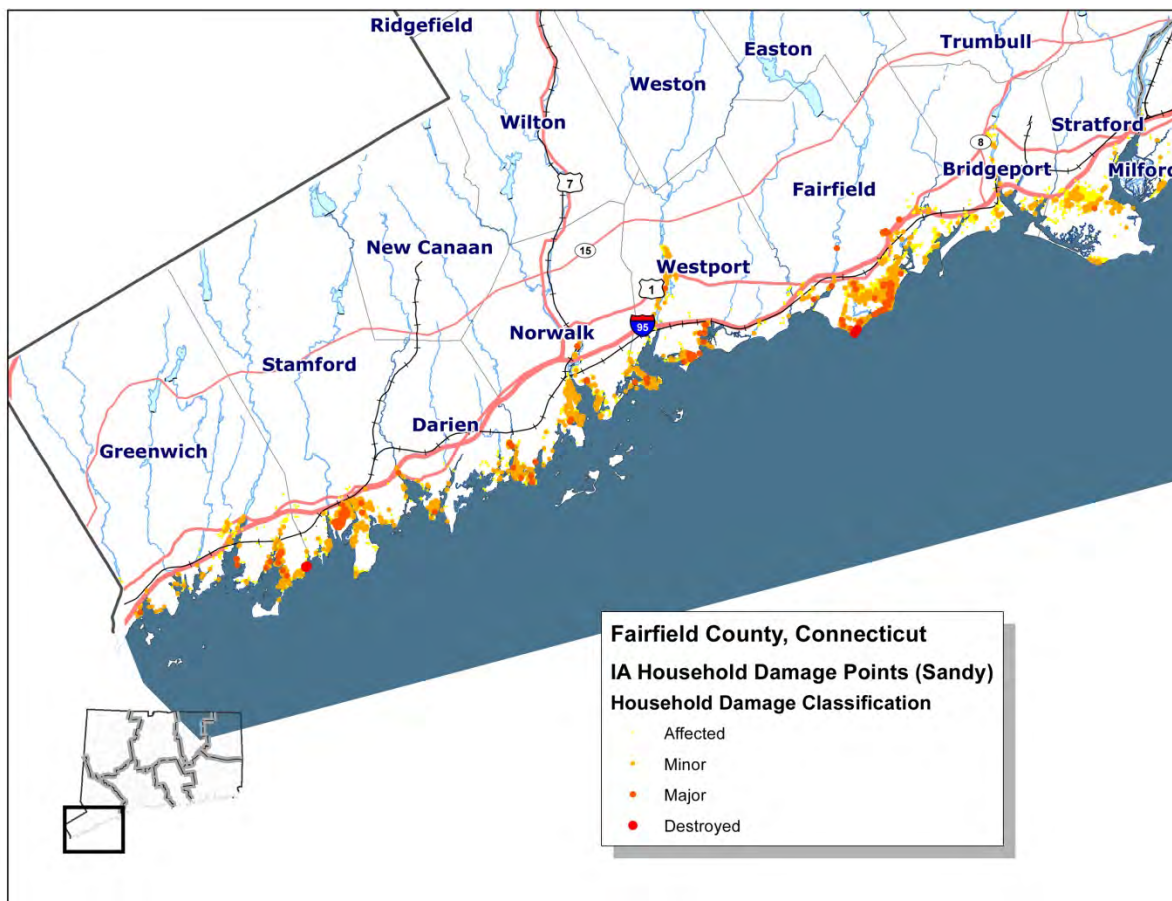 Ridgefield
Easton
Trumbull
Weston
Wilton
Stratford
8
Bridgeport
Milford
7
Fairfield
New Canaan
15
Westport
1
95
Norwalk
Stamford
Darien
Greenwich
Fairfield County, Connecticut
IA Household Damage Points (Sandy)
Household Damage Classification
Affected
Minor
Major
Destroyed